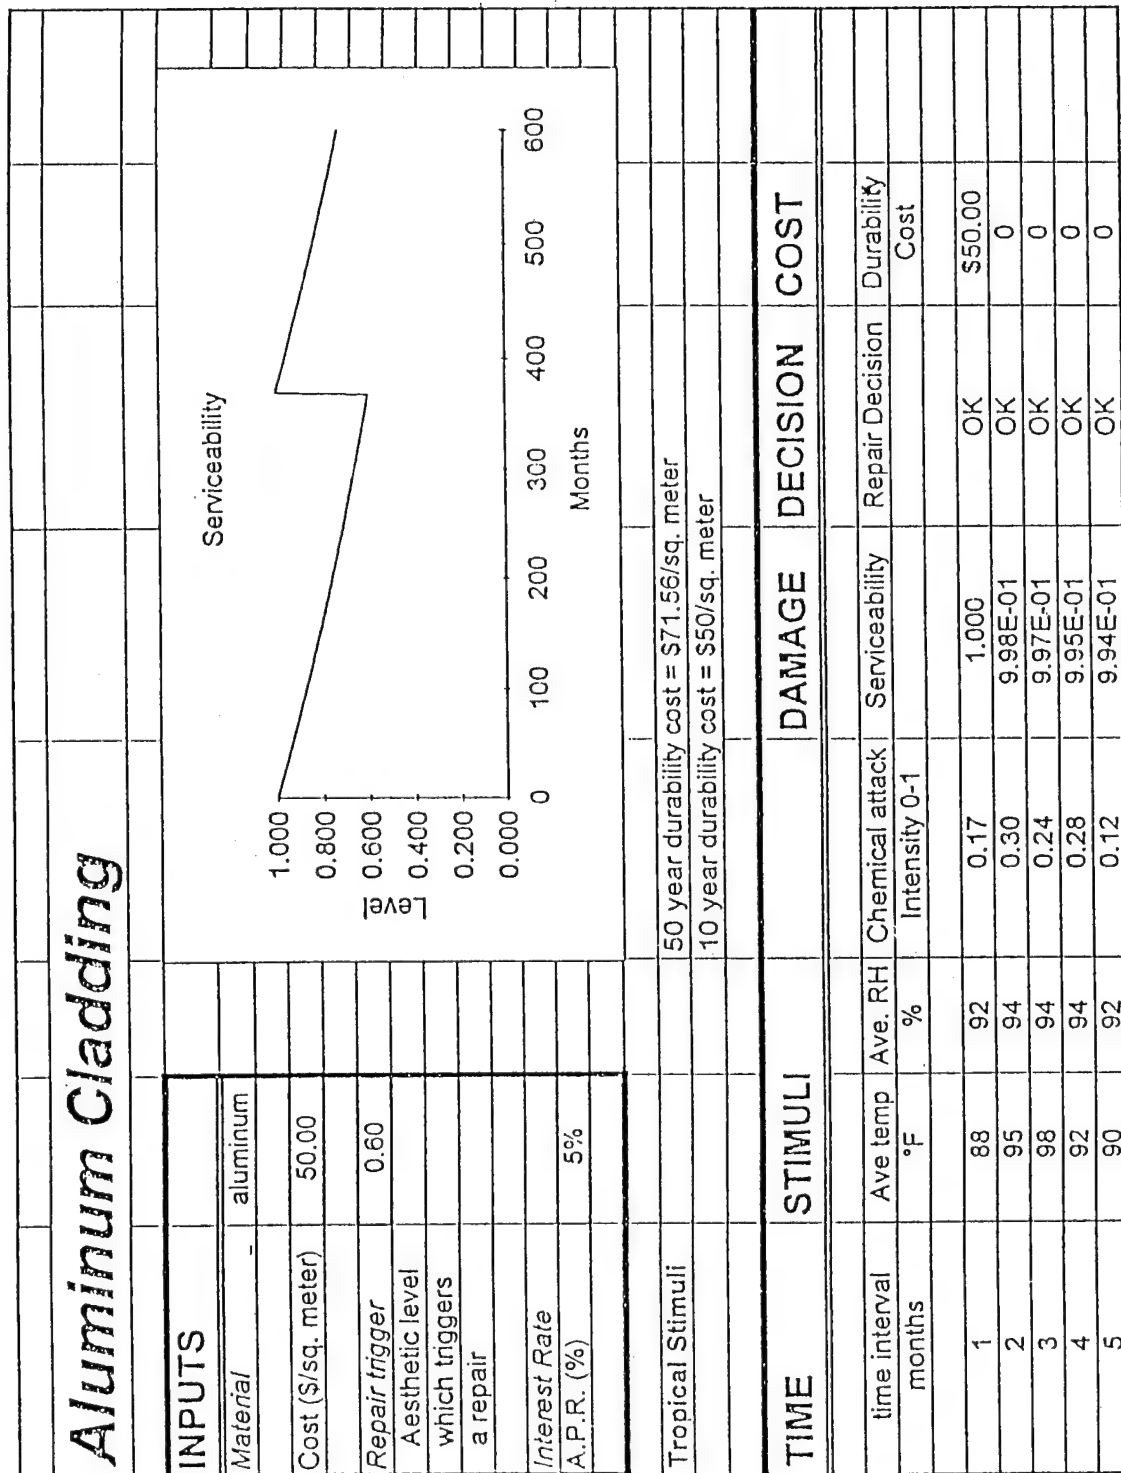 Aluminum Cladding
INPUTS
Material aluminum
Cost ($/sq. meter) 50.00
Repair trigger 0.60
Aesthetic level
which triggers
a repair
Interest Rate
A.P.R. (%) 5%
Serviceability
Level
1.000
0.800
0.600
0.400
0.200
0.000
0 100 200 300 400 500 600
Months
Tropical Stimuli
50 year durability cost = $71.56/sq. meter
10 year durability cost = $50/sq. meter
TIME STIMULI DAMAGE DECISION COST
time interval Ave temp Ave. RH Chemical attack Serviceability Repair Decision Durability
months °F % Intensity 0-1 Cost
1 88 92 0.17 1.000 OK $50.00
2 95 94 0.30 9.98E-01 OK 0
3 98 94 0.24 9.97E-01 OK 0
4 92 94 0.28 9.95E-01 OK 0
5 90 92 0.12 9.94E-01 OK 0